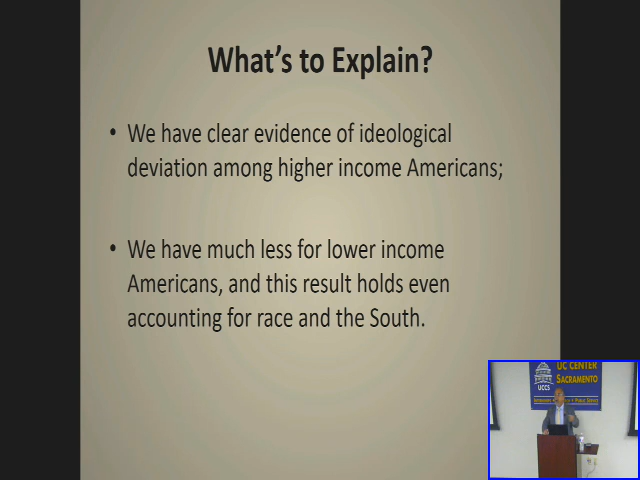 What's to Explain?
• We have clear evidence of ideological
deviation among higher income Americans;
• We have much less for lower income
Americans, and this result holds even
accounting for race and the South.
UC CENTER
SACRAMENTO
UCCS